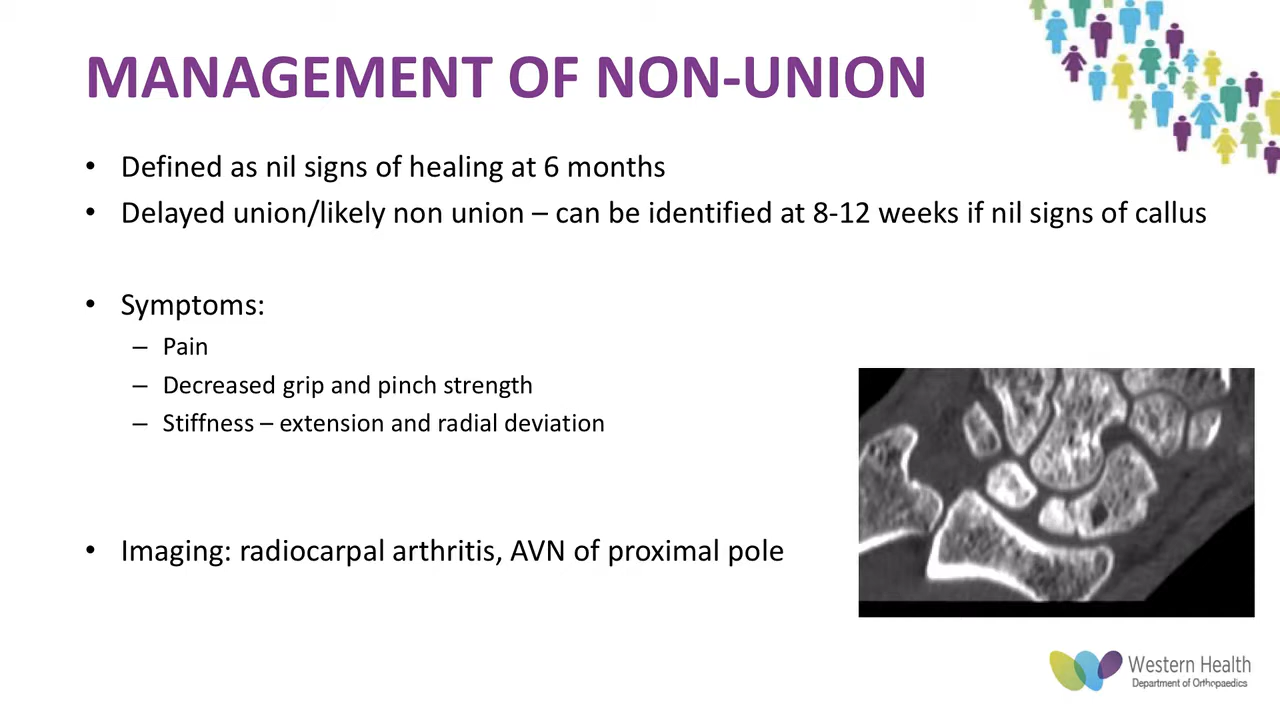 MANAGEMENT OF NON-UNION
• Defined as nil signs of healing at 6 months
• Delayed union/likely non union – can be identified at 8-12 weeks if nil signs of callus
• Symptoms:
– Pain
– Decreased grip and pinch strength
– Stiffness – extension and radial deviation
• Imaging: radiocarpal arthritis, AVN of proximal pole
Western Health
Department of Orthopaedics